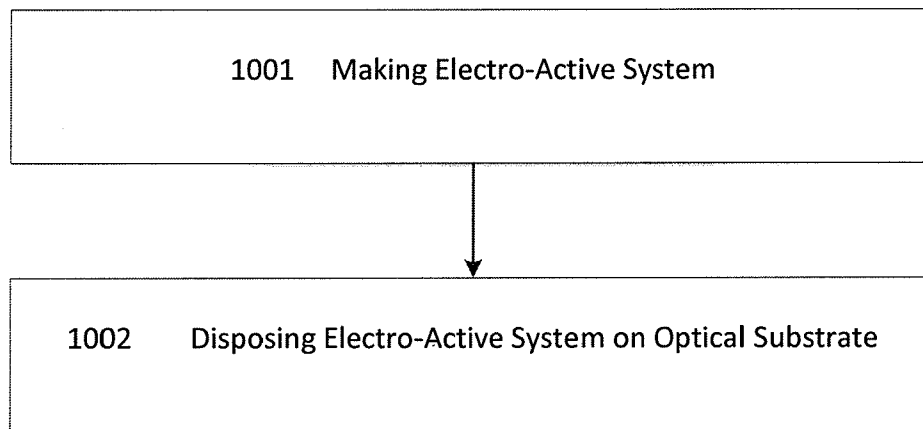 1001 Making Electro-Active System
1002 Disposing Electro-Active System on Optical Substrate